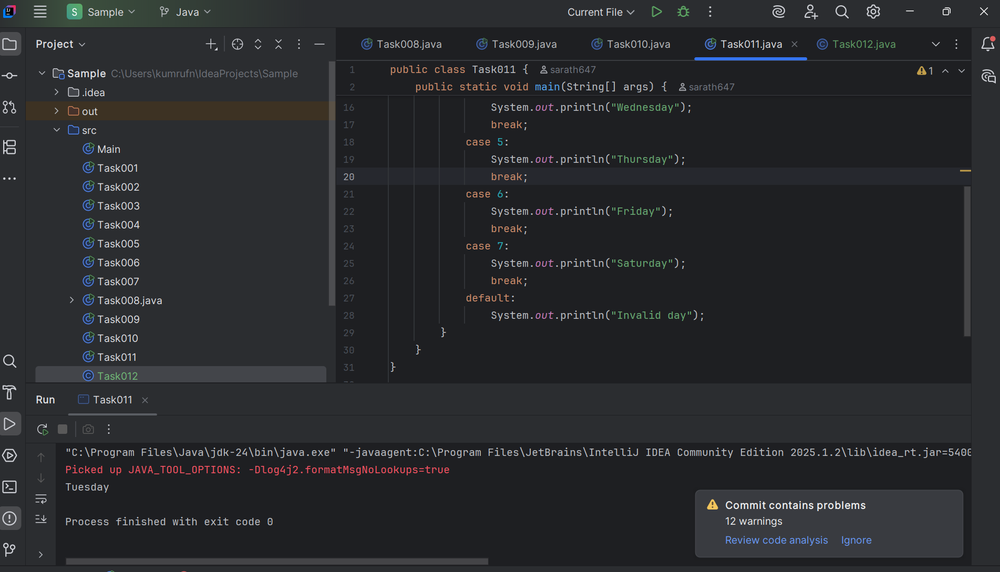 S Sample
Java
Current File
Project
Sample C:\Users\kumrufn\IdeaProjects\Sample
.idea
out
src
Main
Task001
Task002
Task003
Task004
Task005
Task006
Task007
Task008.java
Task009
Task010
Task011
Task012
Task008.java Task009.java Task010.java Task011.java Task012.java
1 public class Task011 { sarath647
2 public static void main(String[] args) { sarath647
1
16 System.out.println("Wednesday");
17 break;
18 case 5:
19 System.out.println("Thursday");
20 break;
21 case 6:
22 System.out.println("Friday");
23 break;
24 case 7:
25 System.out.println("Saturday");
26 break;
27 default:
28 System.out.println("Invalid day");
29 }
30 }
31 }
Run Task011
"C:\Program Files\Java\jdk-24\bin\java.exe" "-javaagent:C:\Program Files\JetBrains\IntelliJ IDEA Community Edition 2025.1.2\lib\idea_rt.jar=5400
Picked up JAVA_TOOL_OPTIONS: -Dlog4j2.formatMsgNoLookups=true
Tuesday
Process finished with exit code 0
Commit contains problems
12 warnings
Review code analysis Ignore